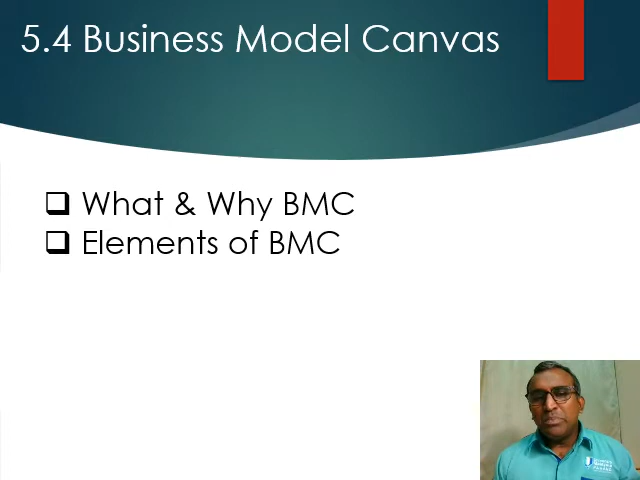 5.4 Business Model Canvas
What & Why BMC
Elements of BMC